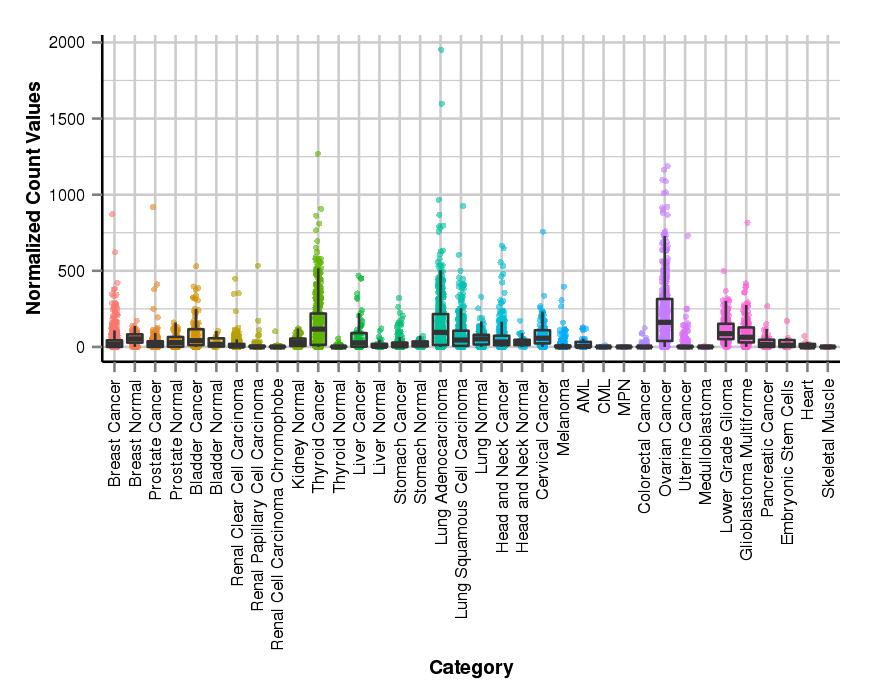 Normalized Count Values
2000
1500
1000
500
0
Breast Cancer
Breast Normal
Prostate Cancer
Prostate Normal
Bladder Cancer
Bladder Normal
Renal Clear Cell Carcinoma
Renal Papillary Cell Carcinoma
Renal Cell Carcinoma Chromophobe
Kidney Normal
Thyroid Cancer
Thyroid Normal
Liver Cancer
Liver Normal
Stomach Cancer
Stomach Normal
Lung Adenocarcinoma
Lung Squamous Cell Carcinoma
Lung Normal
Head and Neck Cancer
Head and Neck Normal
Cervical Cancer
Melanoma
AML
CML
MPN
Colorectal Cancer
Ovarian Cancer
Uterine Cancer
Medulloblastoma
Lower Grade Glioma
Glioblastoma Multiforme
Pancreatic Cancer
Embryonic Stem Cells
Heart
Skeletal Muscle
Category